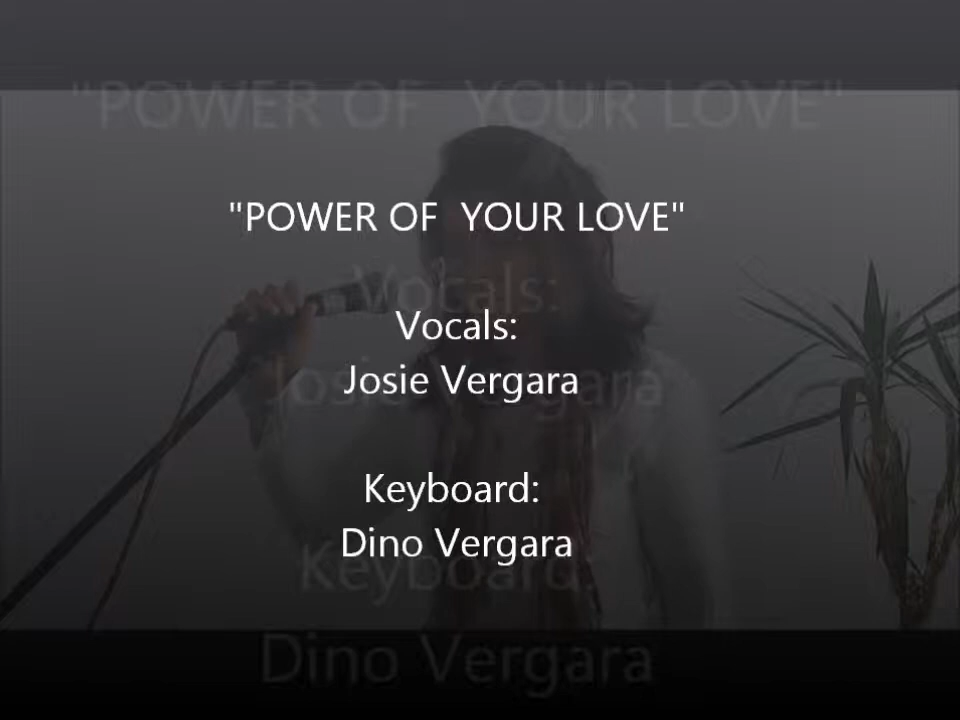 "POWER OF  YOUR LOVE"
Vocals:
Josie Vergara
Keyboard:
Dino Vergara